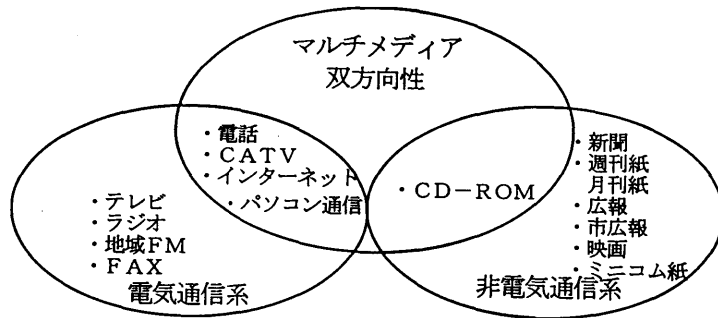 マルチメディア
双方向性
・電話
・CATV
・インターネット
・パソコン通信
・テレビ
・ラジオ
・地域FM
・FAX
電気通信系
・CD－ROM
・新聞
・週刊紙
月刊紙
・広報
・市広報
・映画
・ミニコム紙
非電気通信系